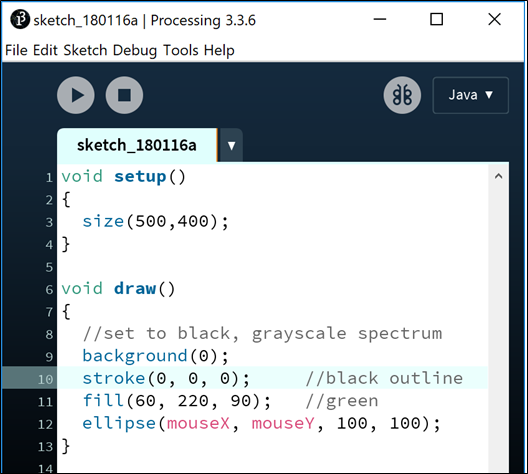 sketch_180116a | Processing 3.3.6
File Edit Sketch Debug Tools Help
Java ▼
sketch_180116a ▼
1 void setup()
2 {
3   size(500,400);
4 }
5
6 void draw()
7 {
8   //set to black, grayscale spectrum
9   background(0);
10   stroke(0, 0, 0);     //black outline
11   fill(60, 220, 90);   //green
12   ellipse(mouseX, mouseY, 100, 100);
13 }
14